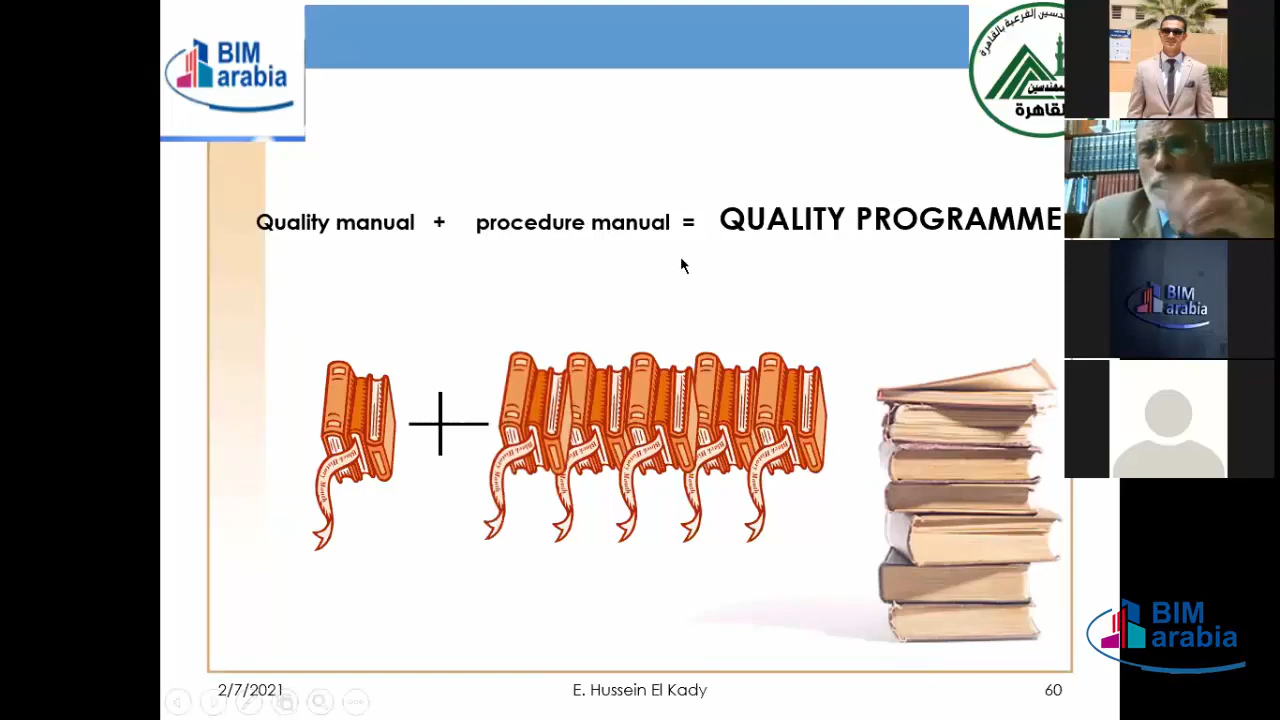 BIM
arabia
القاهرة
Quality manual + procedure manual = QUALITY PROGRAMME
BIM
arabia
2/7/2021
E. Hussein El Kady
60
BIM
arabia